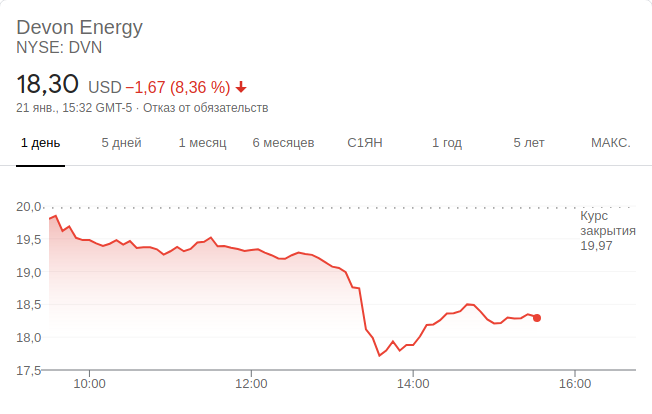 Devon Energy
NYSE: DVN
18,30 USD −1,67 (8,36 %)
21 янв., 15:32 GMT-5 · Отказ от обязательств
1 день 5 дней 1 месяц 6 месяцев С1ЯН 1 год 5 лет МАКС.
20,0
Курс
закрытия
19,5
19,97
19,0
18,5
18,0
17,5
10:00 12:00 14:00 16:00